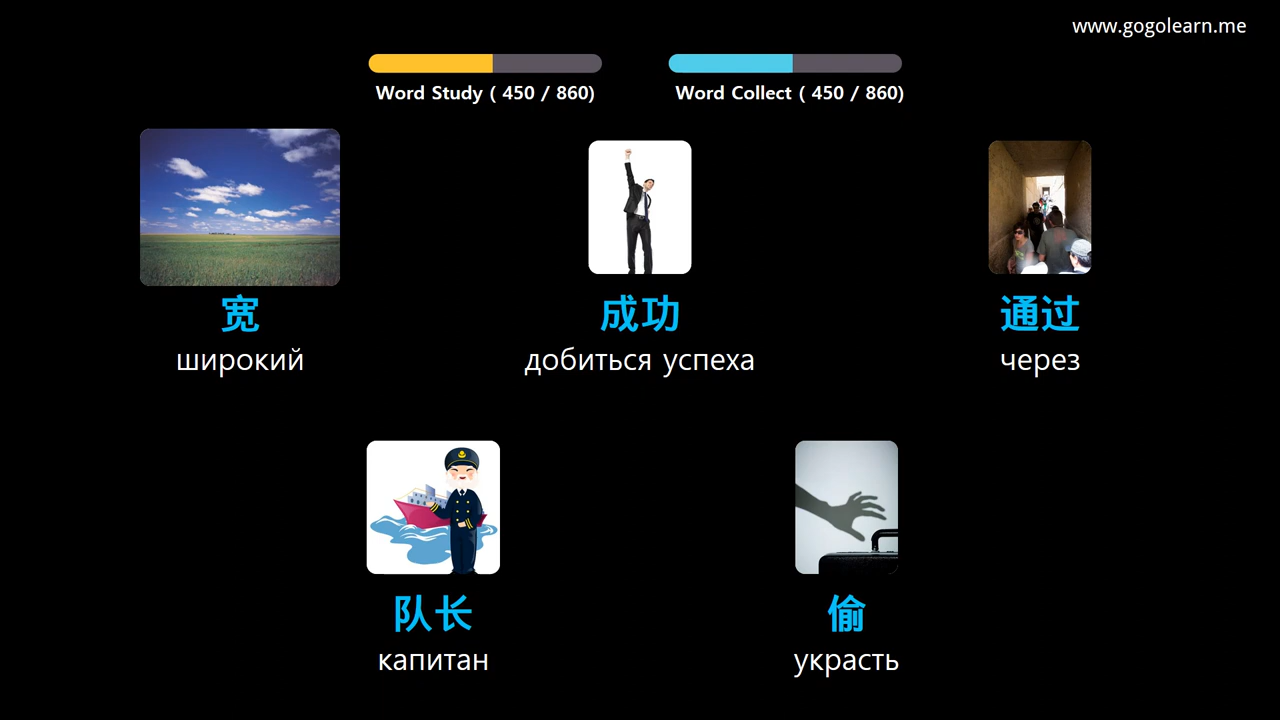 www.gogolearn.me
Word Study ( 450 / 860)
Word Collect ( 450 / 860)
宽
широкий
成功
добиться успеха
通过
через
队长
капитан
偷
украсть